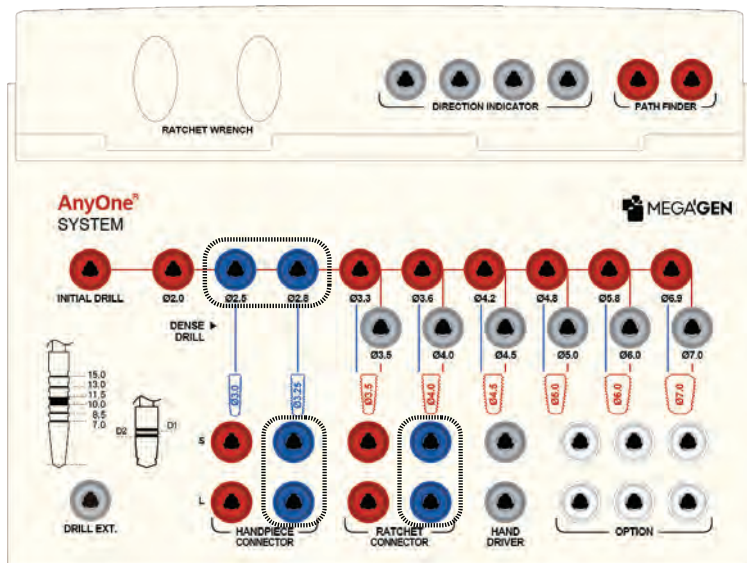 RATCHET WRENCH
DIRECTION INDICATOR
PATH FINDER
AnyOne
SYSTEM
MEGA'GEN
INITIAL DRILL Ø2.0 Ø2.5 Ø2.8 Ø3.3 Ø3.6 Ø4.2 Ø4.8 Ø5.8 Ø6.9
DENSE DRILL
Ø3.5 Ø4.0 Ø4.5 Ø5.0 Ø6.0 Ø7.0
Ø3.0 Ø3.25 Ø3.5 Ø4.0 Ø4.5 Ø5.0 Ø6.0 Ø7.0
15.0
13.0
11.5
10.0
8.5
7.0
D2 D1
S
L
DRILL EXT.
HANDPIECE CONNECTOR
RATCHET CONNECTOR
HAND DRIVER
OPTION